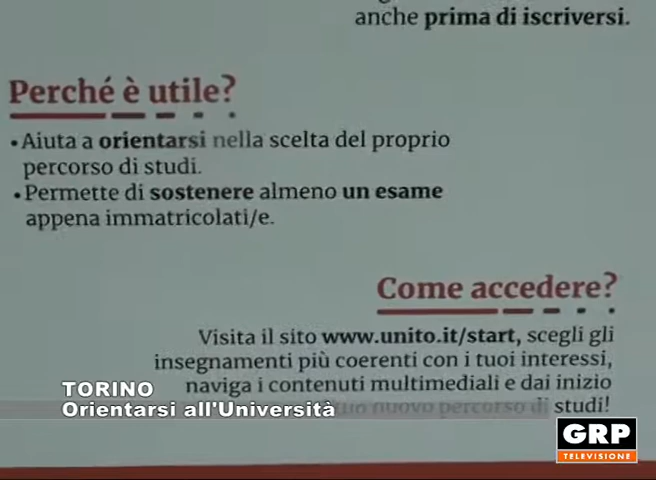 anche prima di iscriversi.
Perché è utile?
•Aiuta a orientarsi nella scelta del proprio
percorso di studi.
•Permette di sostenere almeno un esame
appena immatricolati/e.
Come accedere?
Visita il sito www.unito.it/start, scegli gli
insegnamenti più coerenti con i tuoi interessi,
naviga i contenuti multimediali e dai inizio
tuo nuovo percorso di studi!
TORINO
Orientarsi all'Università
GRP
TELEVISIONE